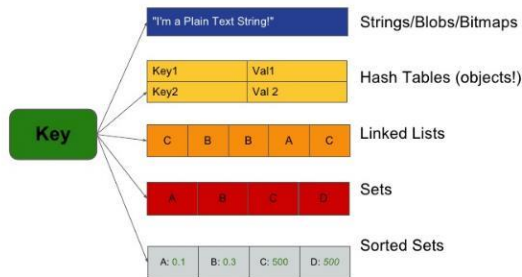 "I'm a Plain Text String!"
Strings/Blobs/Bitmaps
Key1 Val1
Key2 Val 2
Hash Tables (objects!)
Key
C B B A C
Linked Lists
A B C D
Sets
A: 0.1 B: 0.3 C: 500 D: 500
Sorted Sets